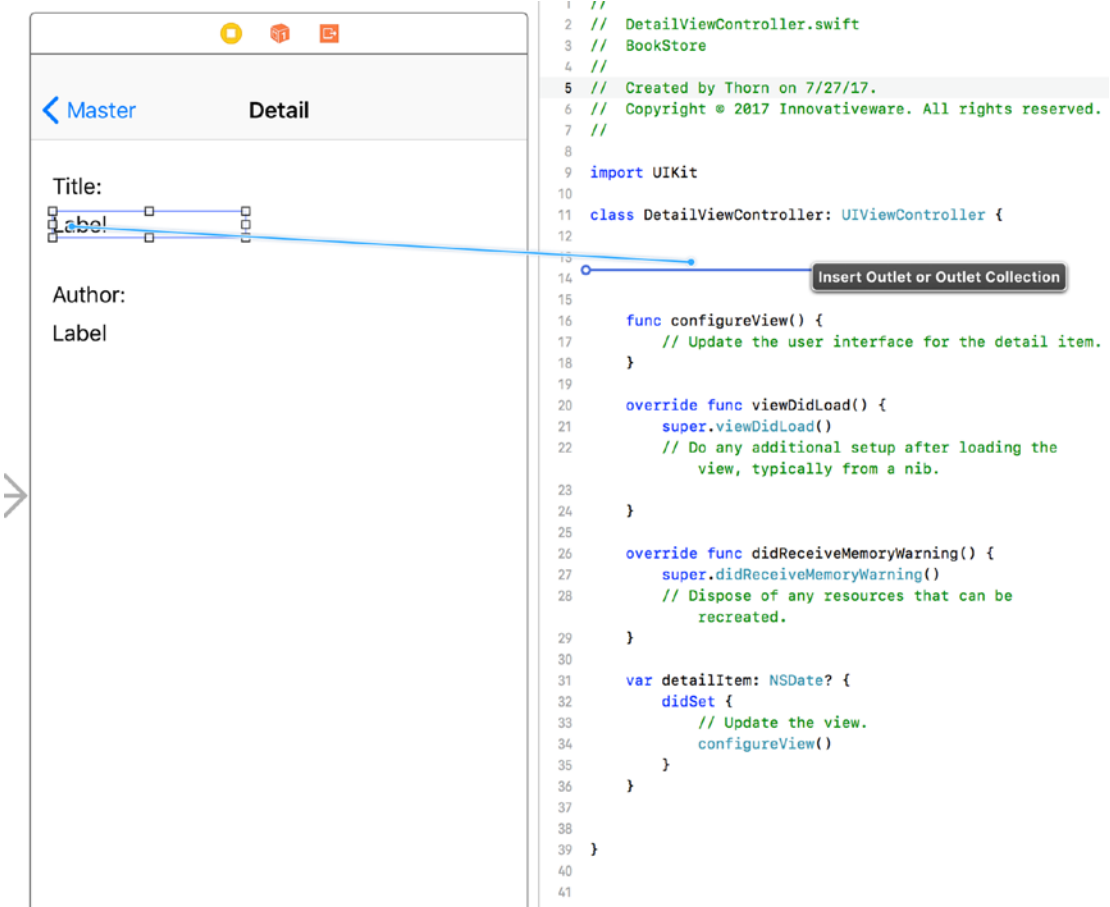 Master
Detail
Title:
Label
Author:
Label
1 //
2 // DetailViewController.swift
3 // BookStore
4 //
5 // Created by Thorn on 7/27/17.
6 // Copyright © 2017 Innovativeware. All rights reserved.
7 //
8
9 import UIKit
10
11 class DetailViewController: UIViewController {
12
13
14
Insert Outlet or Outlet Collection
15
16 func configureView() {
17 // Update the user interface for the detail item.
18 }
19
20 override func viewDidLoad() {
21 super.viewDidLoad()
22 // Do any additional setup after loading the
view, typically from a nib.
23
24 }
25
26 override func didReceiveMemoryWarning() {
27 super.didReceiveMemoryWarning()
28 // Dispose of any resources that can be
recreated.
29 }
30
31 var detailItem: NSDate? {
32 didSet {
33 // Update the view.
34 configureView()
35 }
36 }
37
38
39 }
40
41